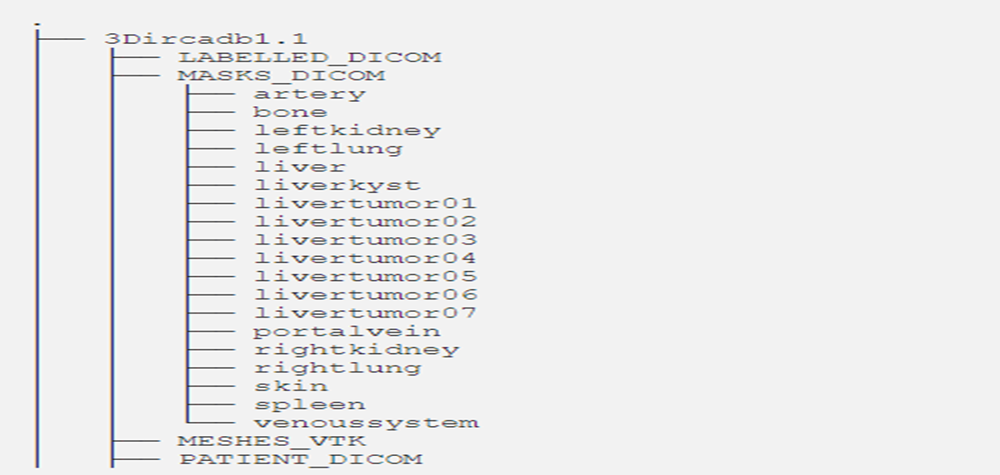 .
├── 3Dircadb1.1
│   ├── LABELLED_DICOM
│   ├── MASKS_DICOM
│   │   ├── artery
│   │   ├── bone
│   │   ├── leftkidney
│   │   ├── leftlung
│   │   ├── liver
│   │   ├── liverkyst
│   │   ├── livertumor01
│   │   ├── livertumor02
│   │   ├── livertumor03
│   │   ├── livertumor04
│   │   ├── livertumor05
│   │   ├── livertumor06
│   │   ├── livertumor07
│   │   ├── portalvein
│   │   ├── rightkidney
│   │   ├── rightlung
│   │   ├── skin
│   │   ├── spleen
│   │   └── venoussystem
│   ├── MESHES_VTK
│   ├── PATIENT_DICOM